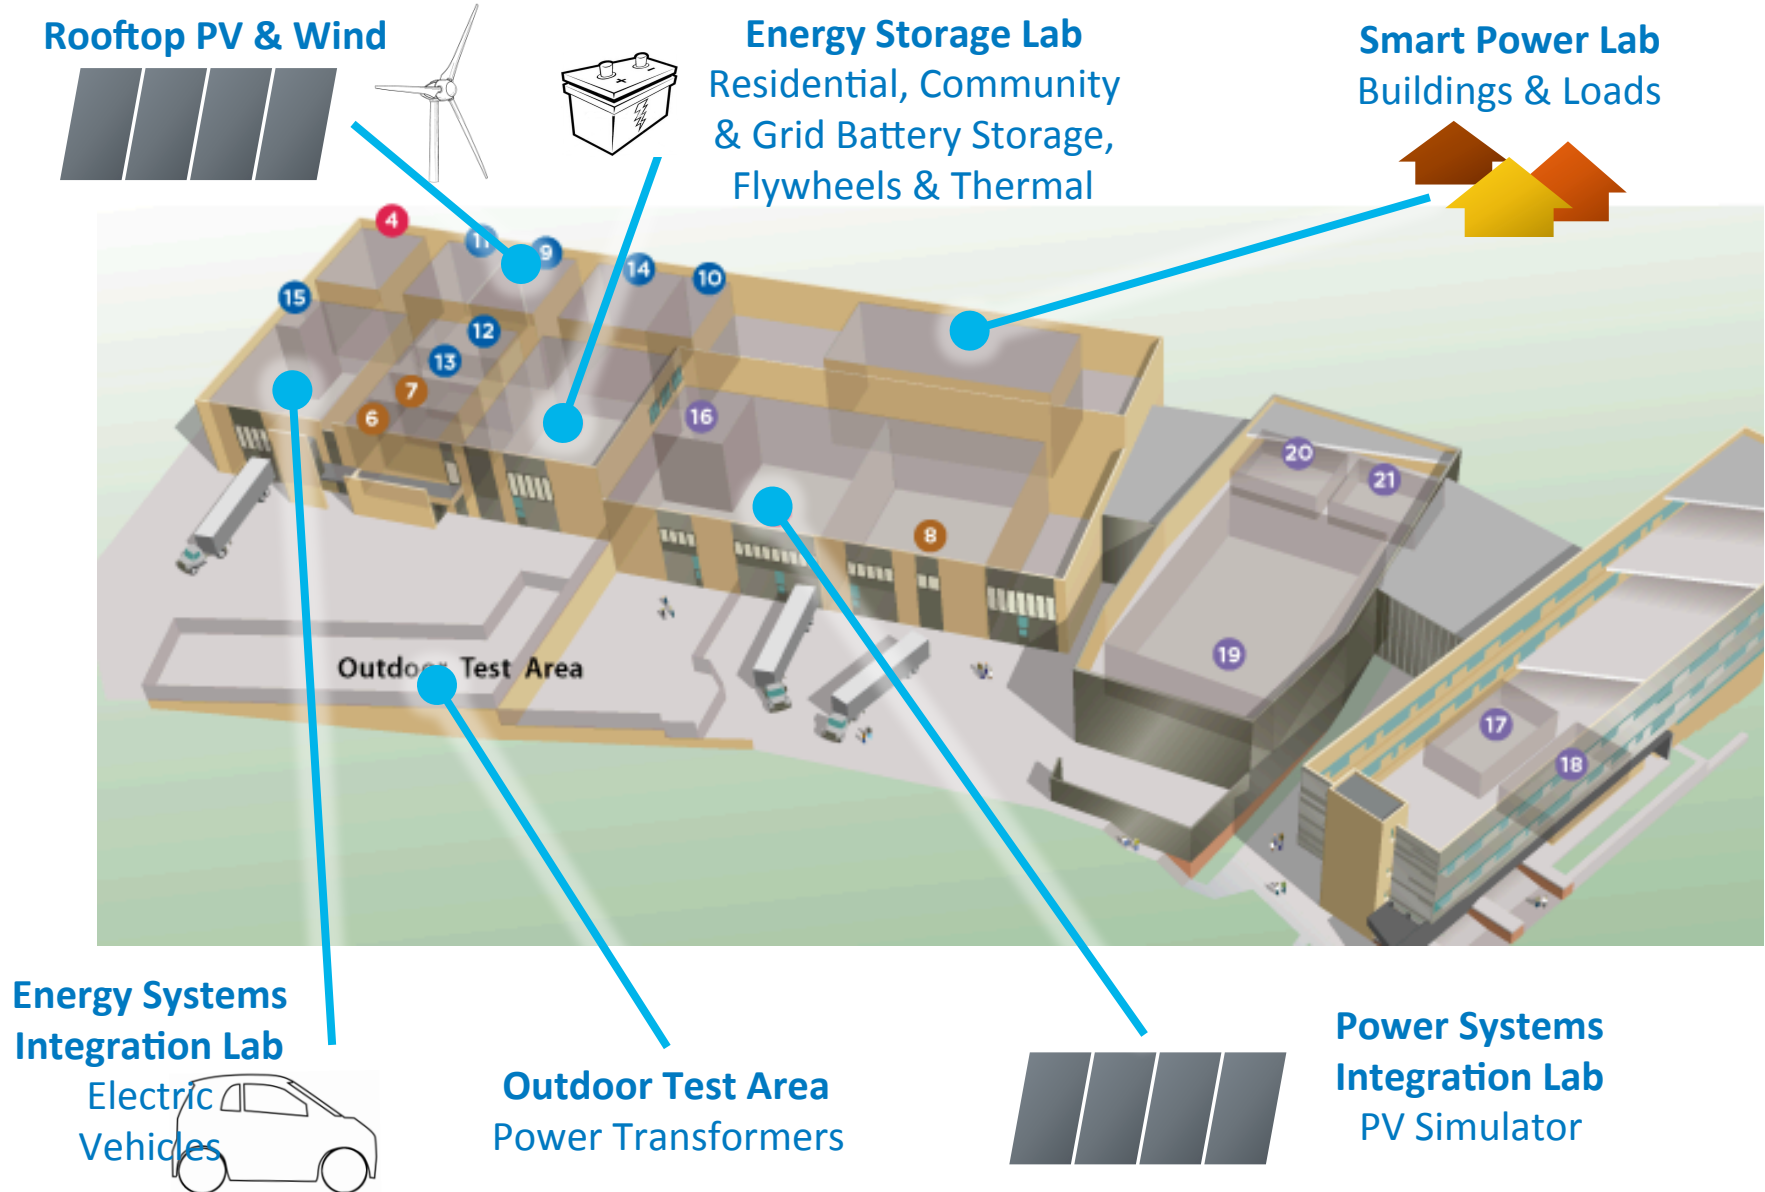 Rooftop PV & Wind
Energy Storage Lab
Residential, Community
& Grid Battery Storage,
Flywheels & Thermal
Smart Power Lab
Buildings & Loads
+ -
4
11
9
14
10
15
12
13
7
6
16
8
20
21
19
17
18
Outdoor Test Area
Energy Systems
Integration Lab
Electric
Vehicles
Outdoor Test Area
Power Transformers
Power Systems
Integration Lab
PV Simulator